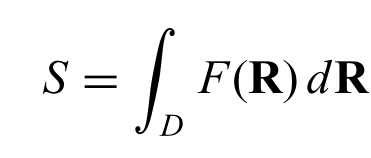 S = ∫_D F(𝐑) d𝐑